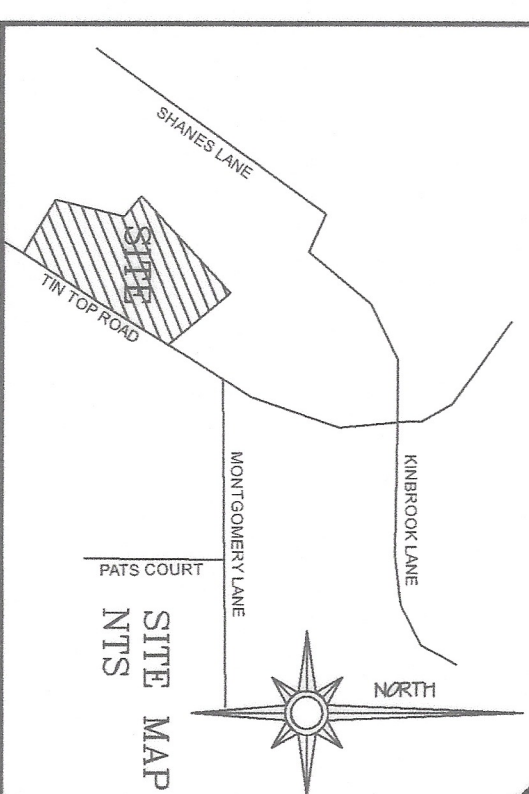 SHANES LANE
SITE
TIN TOP ROAD
KINBROOK LANE
MONTGOMERY LANE
PATS COURT
NORTH
SITE MAP
NTS